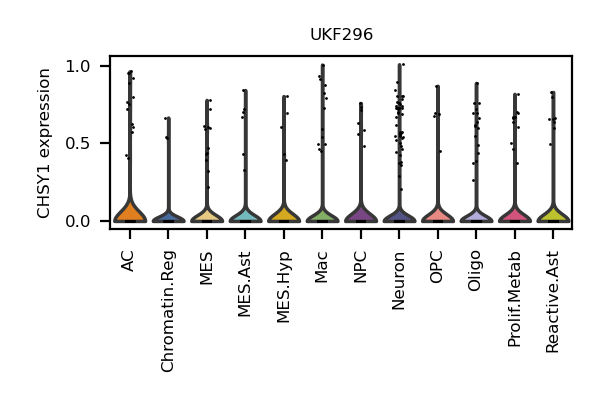 UKF296
CHSY1 expression
1.0
0.5
0.0
AC
Chromatin.Reg
MES
MES.Ast
MES.Hyp
Mac
NPC
Neuron
OPC
Oligo
Prolif.Metab
Reactive.Ast